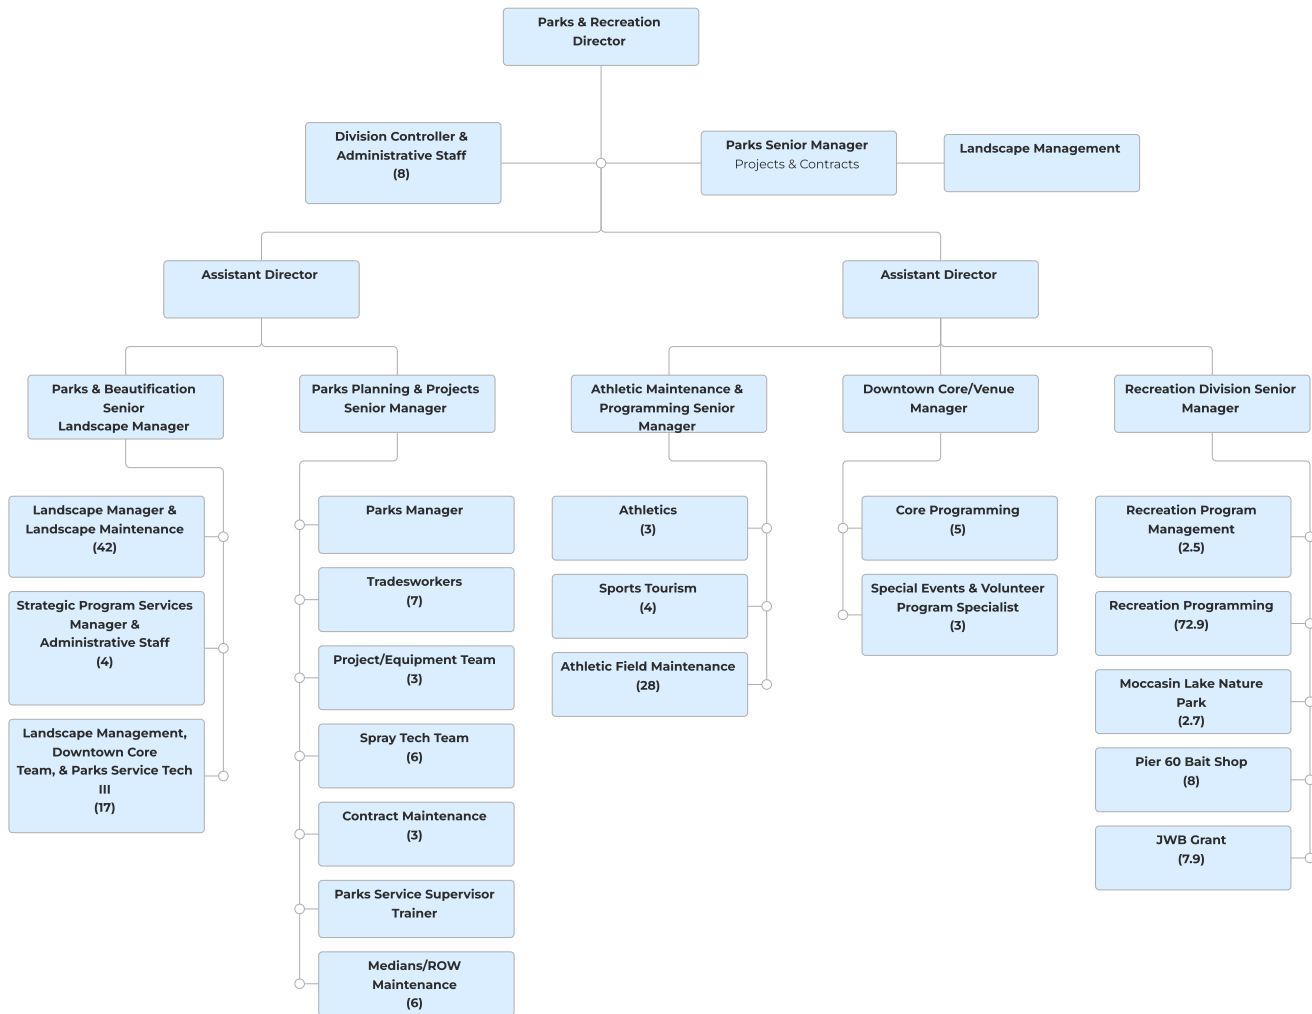 Parks & Recreation
Director
Division Controller &
Administrative Staff
(8)
Parks Senior Manager
Projects & Contracts
Landscape Management
Assistant Director
Assistant Director
Parks & Beautification
Senior
Landscape Manager
Parks Planning & Projects
Senior Manager
Athletic Maintenance &
Programming Senior
Manager
Downtown Core/Venue
Manager
Recreation Division Senior
Manager
Landscape Manager &
Landscape Maintenance
(42)
Strategic Program Services
Manager &
Administrative Staff
(4)
Landscape Management,
Downtown Core
Team, & Parks Service Tech
III
(17)
Parks Manager
Tradesworkers
(7)
Project/Equipment Team
(3)
Spray Tech Team
(6)
Contract Maintenance
(3)
Parks Service Supervisor
Trainer
Medians/ROW
Maintenance
(6)
Athletics
(3)
Sports Tourism
(4)
Athletic Field Maintenance
(28)
Core Programming
(5)
Special Events & Volunteer
Program Specialist
(3)
Recreation Program
Management
(2.5)
Recreation Programming
(72.9)
Moccasin Lake Nature
Park
(2.7)
Pier 60 Bait Shop
(8)
JWB Grant
(7.9)